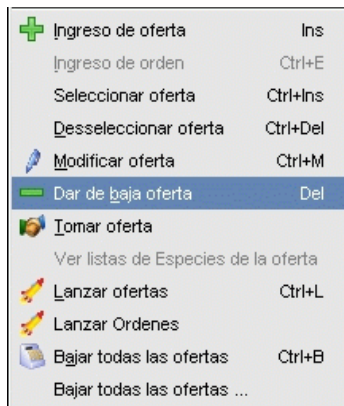 Ingreso de oferta Ins
Ingreso de orden Ctrl+E
Seleccionar oferta Ctrl+Ins
Desseleccionar oferta Ctrl+Del
Modificar oferta Ctrl+M
Dar de baja oferta Del
Tomar oferta
Ver listas de Especies de la oferta
Lanzar ofertas Ctrl+L
Lanzar Ordenes
Bajar todas las ofertas Ctrl+B
Bajar todas las ofertas ...